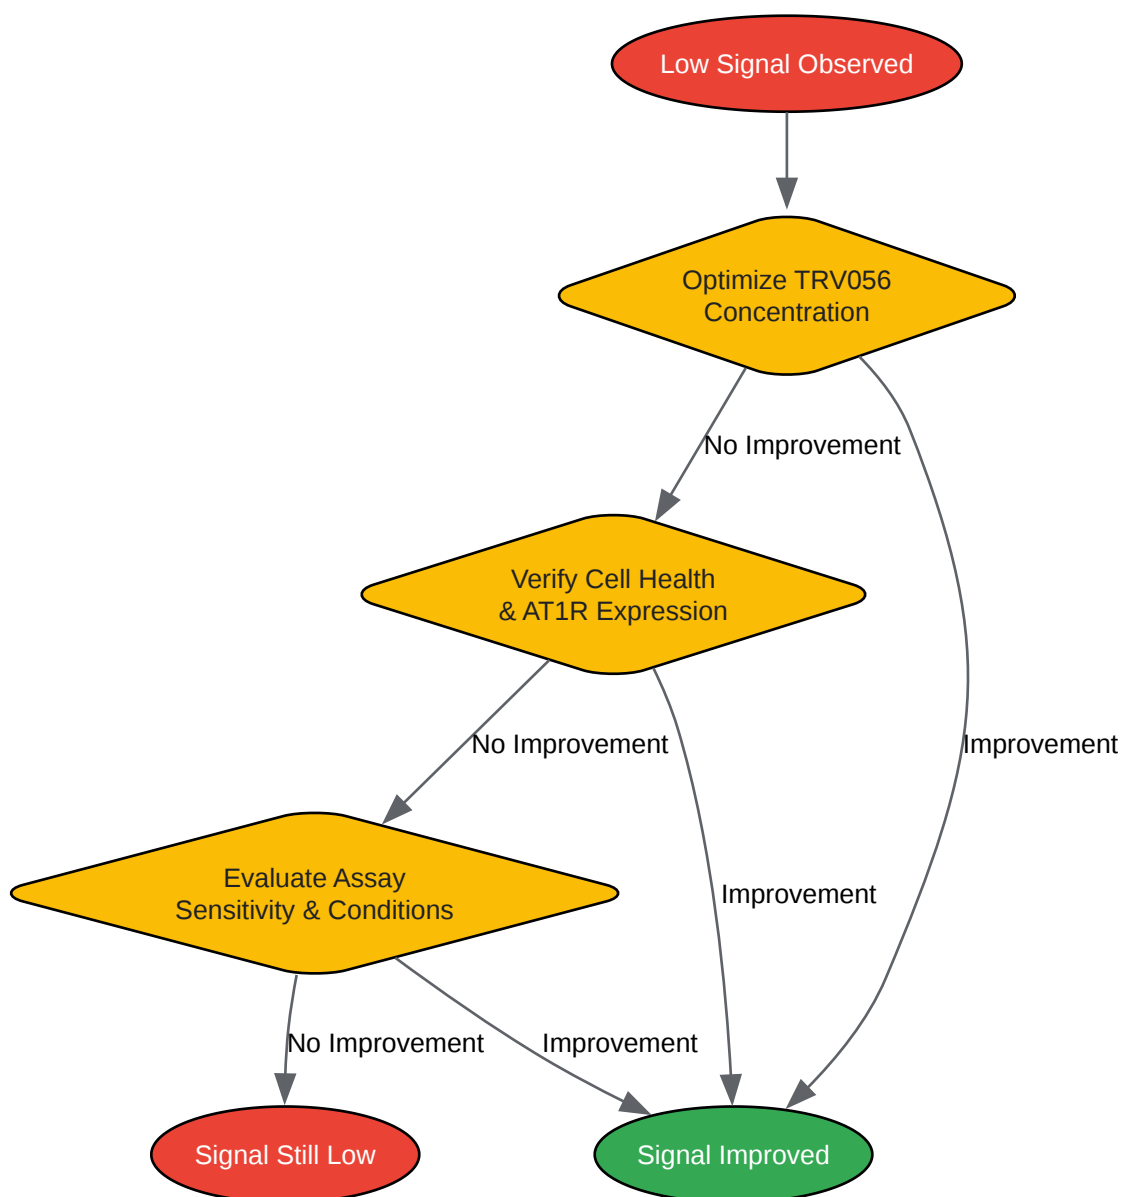 Low Signal Observed
Optimize TRV056
Concentration
No Improvement
Verify Cell Health
& AT1R Expression
No Improvement
Improvement
Evaluate Assay
Sensitivity & Conditions
Improvement
No Improvement
Improvement
Signal Still Low
Signal Improved